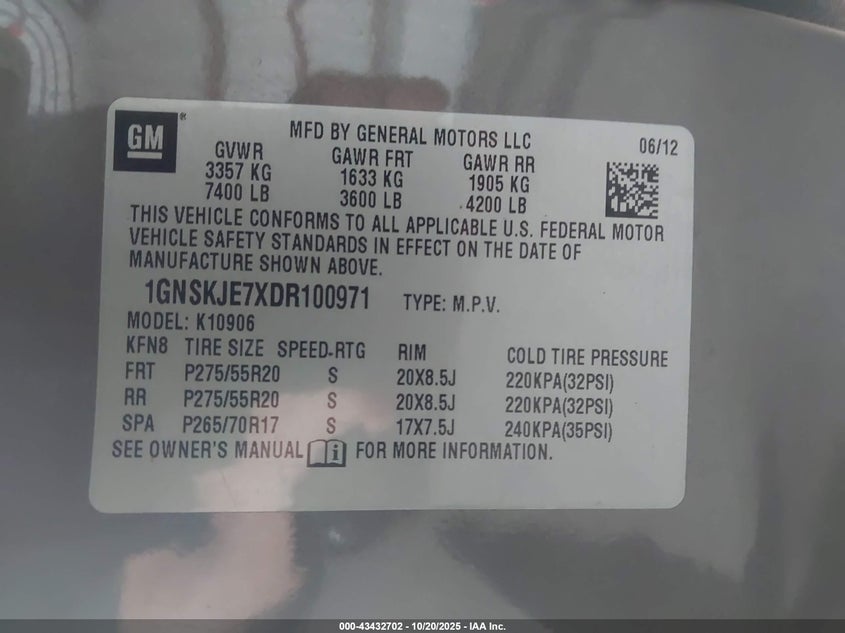 GM
MFD BY GENERAL MOTORS LLC
06/12
GVWR GAWR FRT GAWR RR
3357 KG 1633 KG 1905 KG
7400 LB 3600 LB 4200 LB
THIS VEHICLE CONFORMS TO ALL APPLICABLE U.S. FEDERAL MOTOR
VEHICLE SAFETY STANDARDS IN EFFECT ON THE DATE OF
MANUFACTURE SHOWN ABOVE.
1GNSKJE7XDR100971 TYPE: M.P.V.
MODEL: K10906
KFN8 TIRE SIZE SPEED-RTG RIM COLD TIRE PRESSURE
FRT P275/55R20 S 20X8.5J 220KPA(32PSI)
RR P275/55R20 S 20X8.5J 220KPA(32PSI)
SPA P265/70R17 S 17X7.5J 240KPA(35PSI)
SEE OWNER'S MANUAL i FOR MORE INFORMATION.
000-43432702 - 10/20/2025 - IAA Inc.